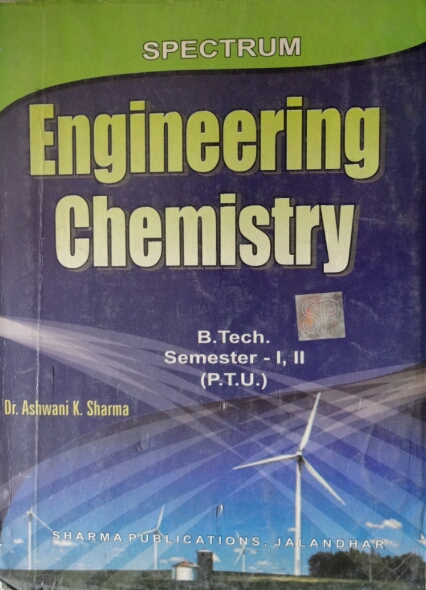 SPECTRUM
Engineering
Chemistry
SP
B.Tech.
Semester - I, II
(P.T.U.)
Dr. Ashwani K. Sharma
SHARMA PUBLICATIONS, JALANDHAR